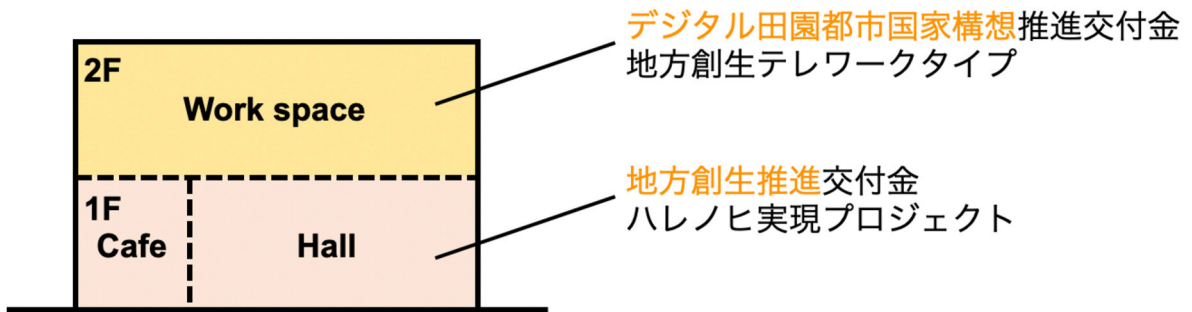 デジタル田園都市国家構想推進交付金
地方創生テレワークタイプ
2F
Work space
地方創生推進交付金
ハレノヒ実現プロジェクト
1F
Cafe
Hall